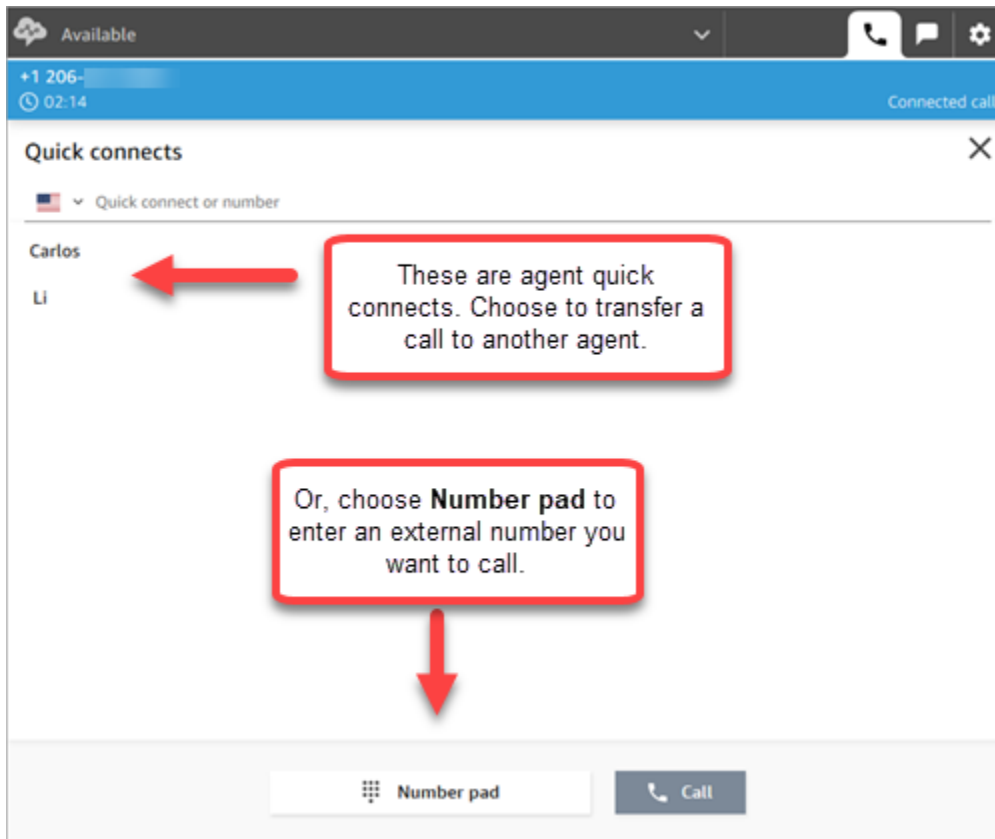 Available
+1 206-
02:14
Connected call
Quick connects
Quick connect or number
Carlos
Li
These are agent quick
connects. Choose to transfer a
call to another agent.
Or, choose Number pad to
enter an external number you
want to call.
Number pad
Call